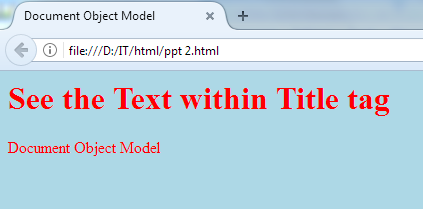 Document Object Model
file:///D:/IT/html/ppt 2.html
See the Text within Title tag
Document Object Model